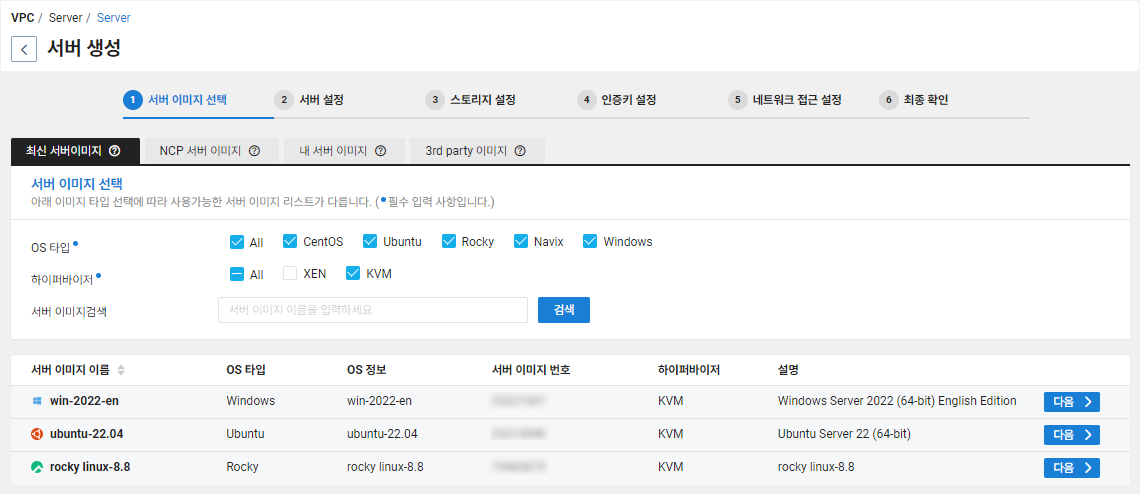 VPC / Server / Server
서버 생성
1 서버 이미지 선택 2 서버 설정 3 스토리지 설정 4 인증키 설정 5 네트워크 접근 설정 6 최종 확인
최신 서버이미지 ? NCP 서버 이미지 ? 내 서버 이미지 ? 3rd party 이미지 ?
서버 이미지 선택
아래 이미지 타입 선택에 따라 사용가능한 서버 이미지 리스트가 다릅니다. (•필수 입력 사항입니다.)
OS 타입• All CentOS Ubuntu Rocky Navix Windows
하이퍼바이저• All XEN KVM
서버 이미지검색 서버 이미지 이름을 입력하세요 검색
서버 이미지 이름 OS 타입 OS 정보 서버 이미지 번호 하이퍼바이저 설명
win-2022-en Windows win-2022-en KVM Windows Server 2022 (64-bit) English Edition 다음 >
ubuntu-22.04 Ubuntu ubuntu-22.04 KVM Ubuntu Server 22 (64-bit) 다음 >
rocky linux-8.8 Rocky rocky linux-8.8 KVM rocky linux-8.8 다음 >